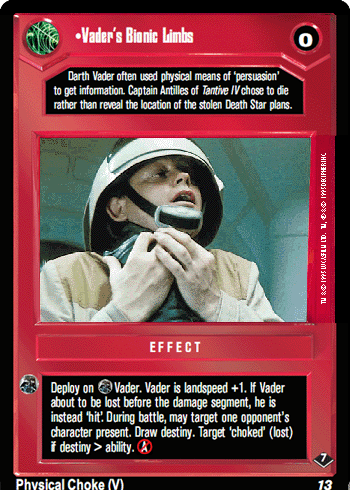 •Vader's Bionic Limbs
0
Darth Vader often used physical means of 'persuasion'
to get information. Captain Antilles of Tantive IV chose to die
rather than reveal the location of the stolen Death Star plans.
EFFECT
Deploy on Vader. Vader is landspeed +1. If Vader
about to be lost before the damage segment, he is
instead 'hit'. During battle, may target one opponent's
character present. Draw destiny. Target 'choked' (lost)
if destiny > ability.
7
Physical Choke (V)
13